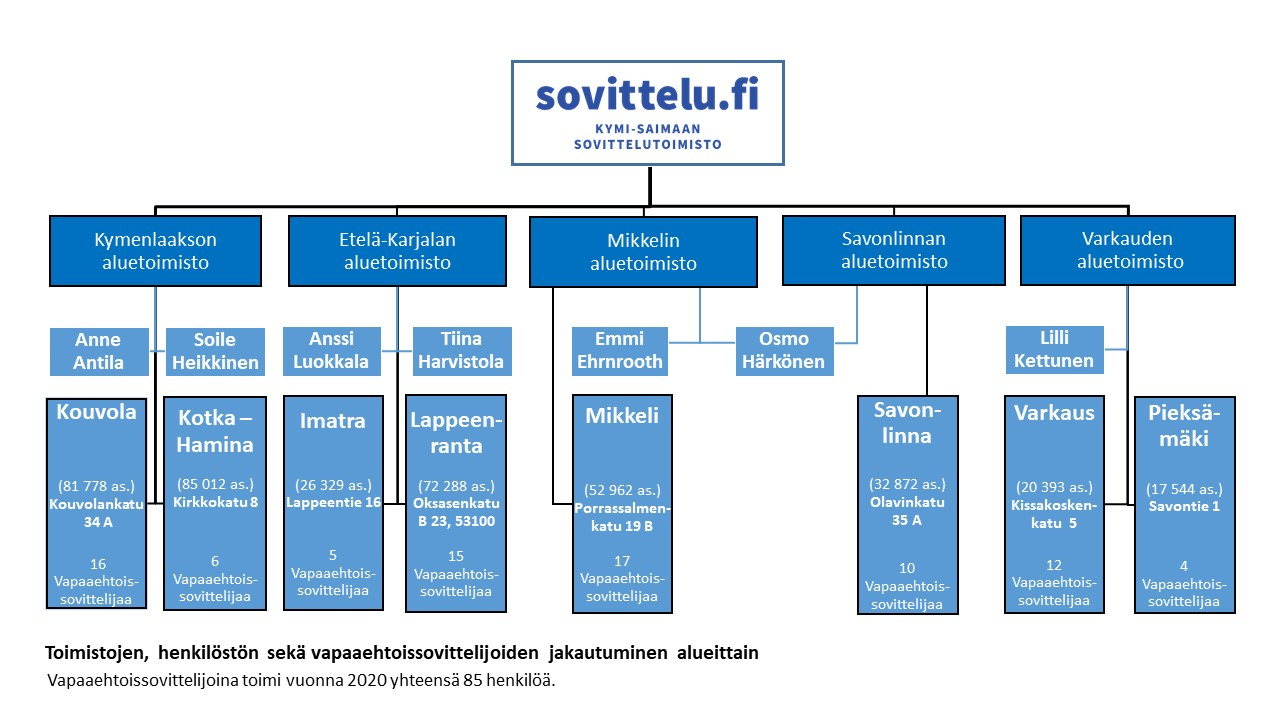 sovittelu.fi
KYMI-SAIMAAN
SOVITTELUTOIMISTO
Kymenlaakson
aluetoimisto
Etelä-Karjalan
aluetoimisto
Mikkelin
aluetoimisto
Savonlinnan
aluetoimisto
Varkauden
aluetoimisto
Anne
Antila
Soile
Heikkinen
Anssi
Luokkala
Tiina
Harvistola
Emmi
Ehrnrooth
Osmo
Härkönen
Lilli
Kettunen
Kouvola
(81 778 as.)
Kouvolankatu
34 A
16
Vapaaehtois-
sovittelijaa
Kotka –
Hamina
(85 012 as.)
Kirkkokatu 8
6
Vapaaehtois-
sovittelijaa
Imatra
(26 329 as.)
Lappeentie 16
5
Vapaaehtois-
sovittelijaa
Lappeen-
ranta
(72 288 as.)
Oksasenkatu
B 23, 53100
15
Vapaaehtois-
sovittelijaa
Mikkeli
(52 962 as.)
Porrassalmen-
katu 19 B
17
Vapaaehtois-
sovittelijaa
Savon-
linna
(32 872 as.)
Olavinkatu
35 A
10
Vapaaehtois-
sovittelijaa
Varkaus
(20 393 as.)
Kissakosken-
katu 5
12
Vapaaehtois-
sovittelijaa
Pieksä-
mäki
(17 544 as.)
Savontie 1
4
Vapaaehtois-
sovittelijaa
Toimistojen, henkilöstön sekä vapaaehtoissovittelijoiden jakautuminen alueittain
Vapaaehtoissovittelijoina toimi vuonna 2020 yhteensä 85 henkilöä.